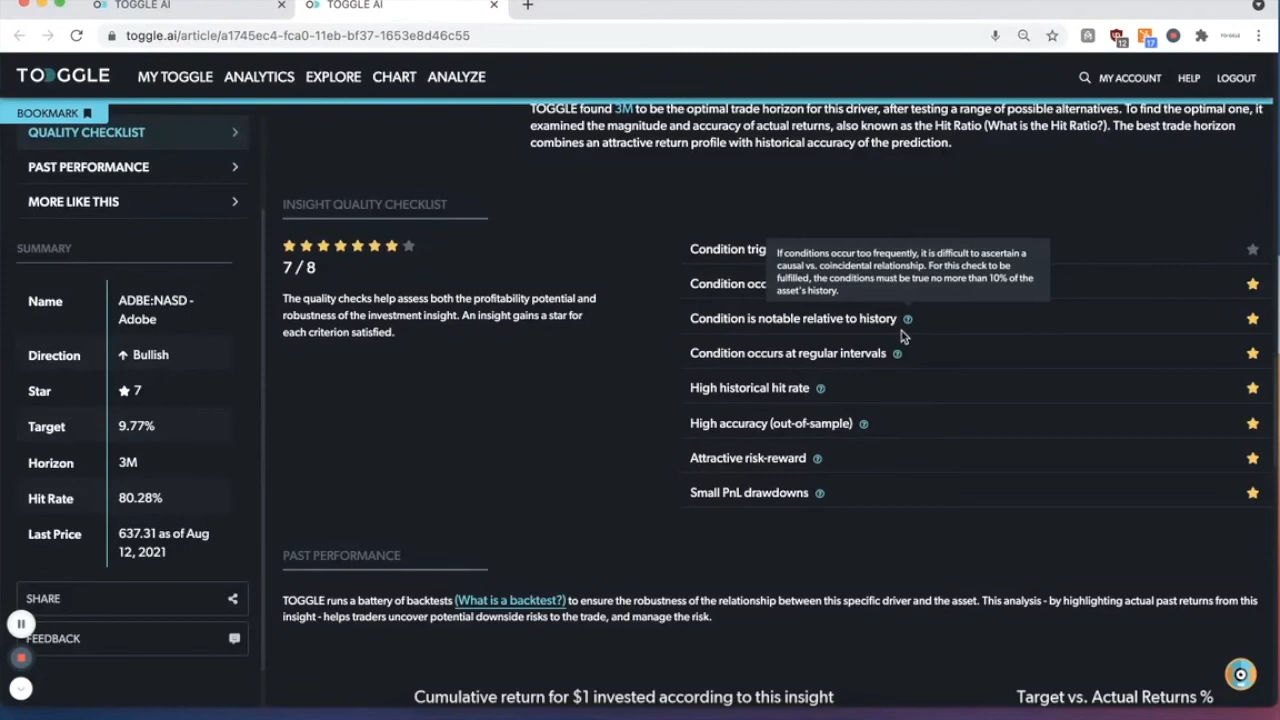 TOGGLE AI
TOGGLE AI
toggle.ai/article/a1745ec4-fca0-11eb-bf37-1653e8d46c55
12
17
TOGGLE
MY TOGGLE
ANALYTICS
EXPLORE
CHART
ANALYZE
MY ACCOUNT
HELP
LOGOUT
BOOKMARK
QUALITY CHECKLIST
PAST PERFORMANCE
MORE LIKE THIS
SUMMARY
Name ADBE:NASD -
Adobe
Direction Bullish
Star 7
Target 9.77%
Horizon 3M
Hit Rate 80.28%
Last Price 637.31 as of Aug
12, 2021
SHARE
FEEDBACK
TOGGLE found 3M to be the optimal trade horizon for this driver, after testing a range of possible alternatives. To find the optimal one, it
examined the magnitude and accuracy of actual returns, also known as the Hit Ratio (What is the Hit Ratio?). The best trade horizon
combines an attractive return profile with historical accuracy of the prediction.
INSIGHT QUALITY CHECKLIST
7 / 8
The quality checks help assess both the profitability potential and
robustness of the investment insight. An insight gains a star for
each criterion satisfied.
Condition trig
Condition occ
If conditions occur too frequently, it is difficult to ascertain a
causal vs. coincidental relationship. For this check to be
fulfilled, the conditions must be true no more than 10% of the
asset's history.
Condition is notable relative to history
Condition occurs at regular intervals
High historical hit rate
High accuracy (out-of-sample)
Attractive risk-reward
Small PnL drawdowns
PAST PERFORMANCE
TOGGLE runs a battery of backtests (What is a backtest?) to ensure the robustness of the relationship between this specific driver and the asset. This analysis - by highlighting actual past returns from this
insight - helps traders uncover potential downside risks to the trade, and manage the risk.
Cumulative return for $1 invested according to this insight
Target vs. Actual Returns %